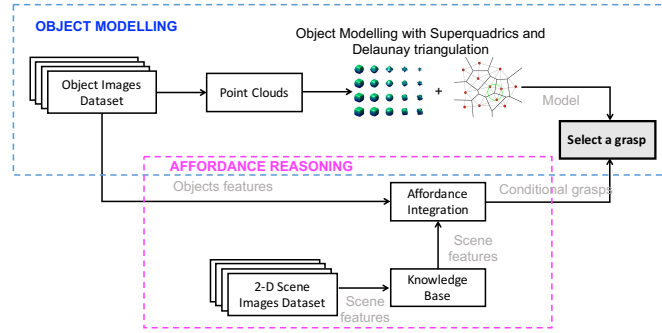 OBJECT MODELLING
Object Modelling with Superquadrics and
Delaunay triangulation
Object Images
Dataset
Point Clouds
+
Model
Select a grasp
AFFORDANCE REASONING
Objects features
Affordance
Integration
Conditional grasps
Scene
features
2-D Scene
Images Dataset
Scene
features
Knowledge
Base